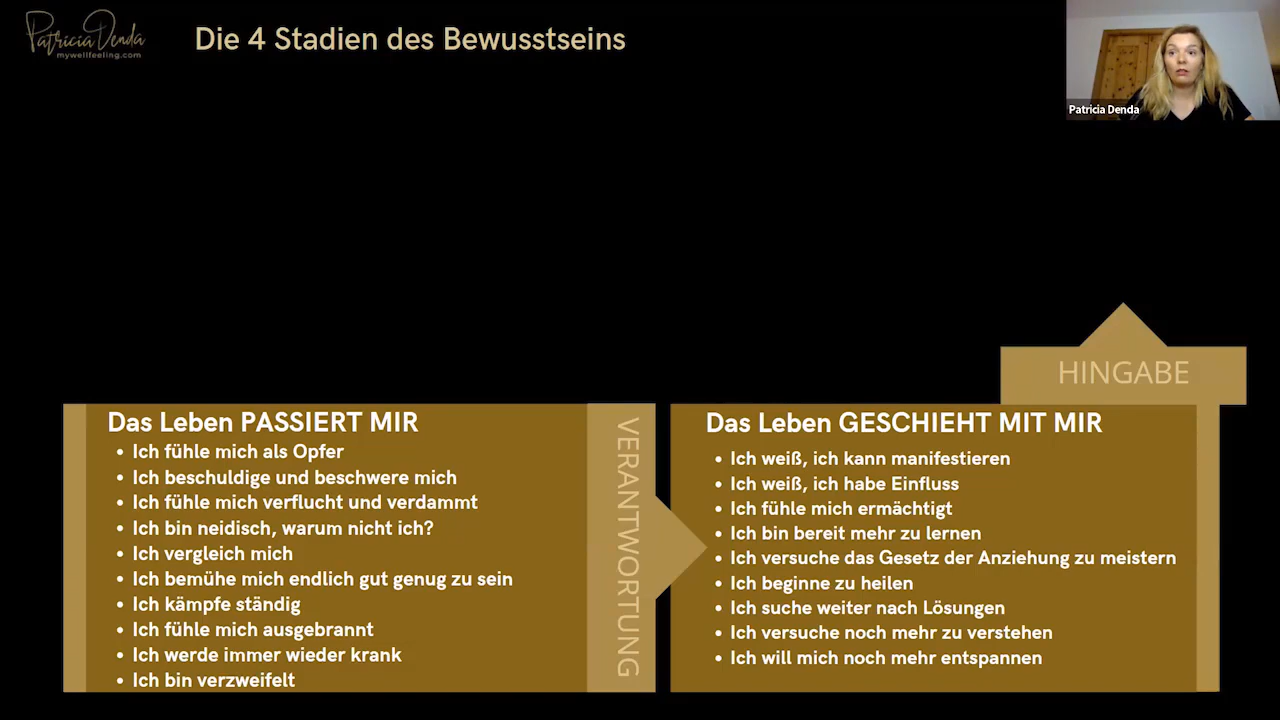 Patricia Denda
mywellfeeling.com
Die 4 Stadien des Bewusstseins
Patricia Denda
HINGABE
Das Leben PASSIERT MIR
• Ich fühle mich als Opfer
• Ich beschuldige und beschwere mich
• Ich fühle mich verflucht und verdammt
• Ich bin neidisch, warum nicht ich?
• Ich vergleich mich
• Ich bemühe mich endlich gut genug zu sein
• Ich kämpfe ständig
• Ich fühle mich ausgebrannt
• Ich werde immer wieder krank
• Ich bin verzweifelt
VERANTWORTUNG
Das Leben GESCHIEHT MIT MIR
• Ich weiß, ich kann manifestieren
• Ich weiß, ich habe Einfluss
• Ich fühle mich ermächtigt
• Ich bin bereit mehr zu lernen
• Ich versuche das Gesetz der Anziehung zu meistern
• Ich beginne zu heilen
• Ich suche weiter nach Lösungen
• Ich versuche noch mehr zu verstehen
• Ich will mich noch mehr entspannen